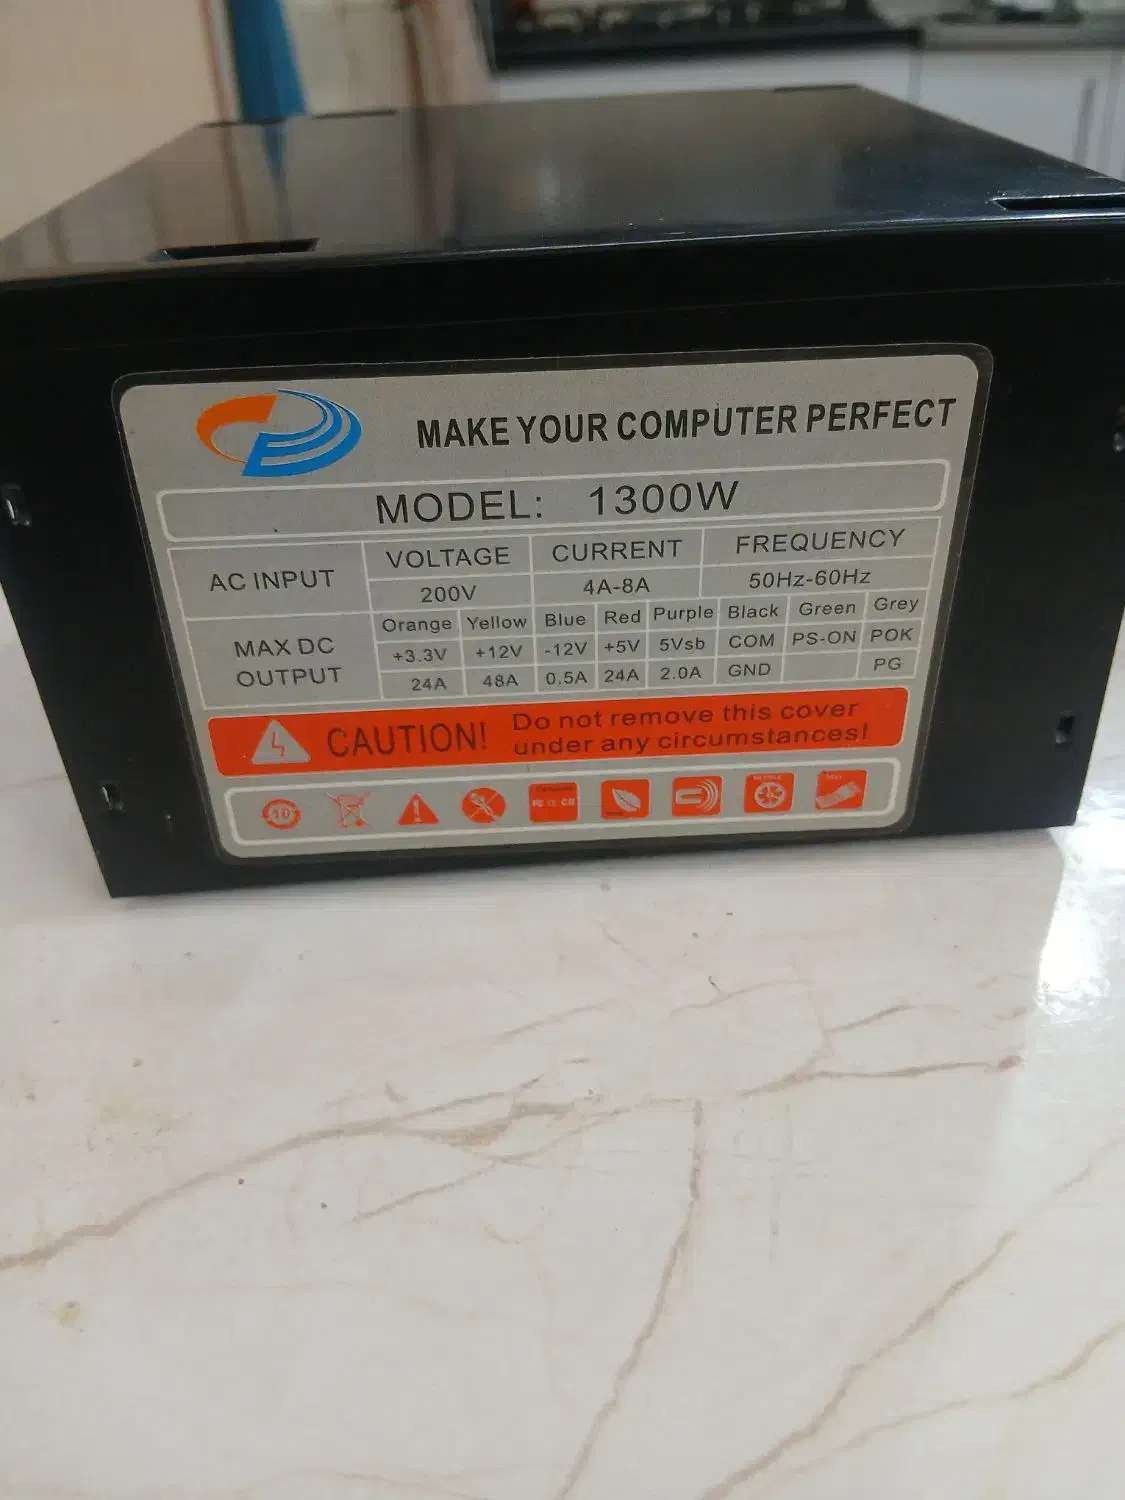 MAKE YOUR COMPUTER PERFECT
MODEL: 1300W
AC INPUT VOLTAGE CURRENT FREQUENCY
200V 4A-8A 50Hz-60Hz
MAX DC OUTPUT Orange Yellow Blue Red Purple Black Green Grey
+3.3V +12V -12V +5V 5Vsb COM PS-ON POK
24A 48A 0.5A 24A 2.0A GND PG
CAUTION! Do not remove this cover
under any circumstances!
10